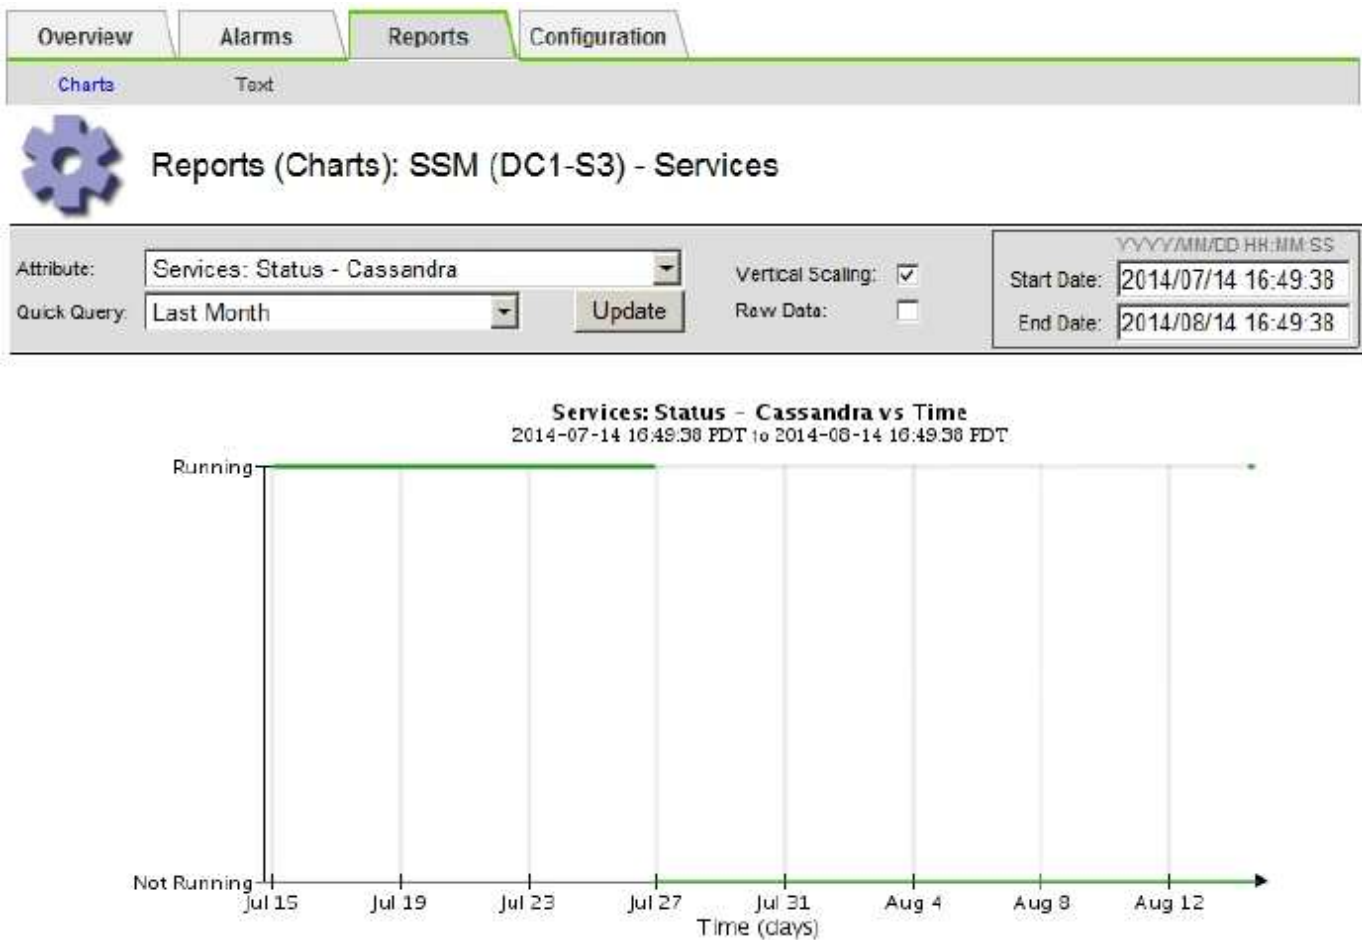 Overview Alarms Reports Configuration
Charts Text
Reports (Charts): SSM (DC1-S3) - Services
YYYY/MM/DD HH:MM:SS
Attribute: Services: Status - Cassandra Vertical Scaling: Start Date: 2014/07/14 16:49:38
Quick Query: Last Month Update Raw Data: End Date: 2014/08/14 16:49:38
Services: Status - Cassandra vs Time
2014-07-14 16:49:38 PDT to 2014-08-14 16:49:38 PDT
Running
Not Running
Jul 15 Jul 19 Jul 23 Jul 27 Jul 31 Aug 4 Aug 8 Aug 12
Time (days)